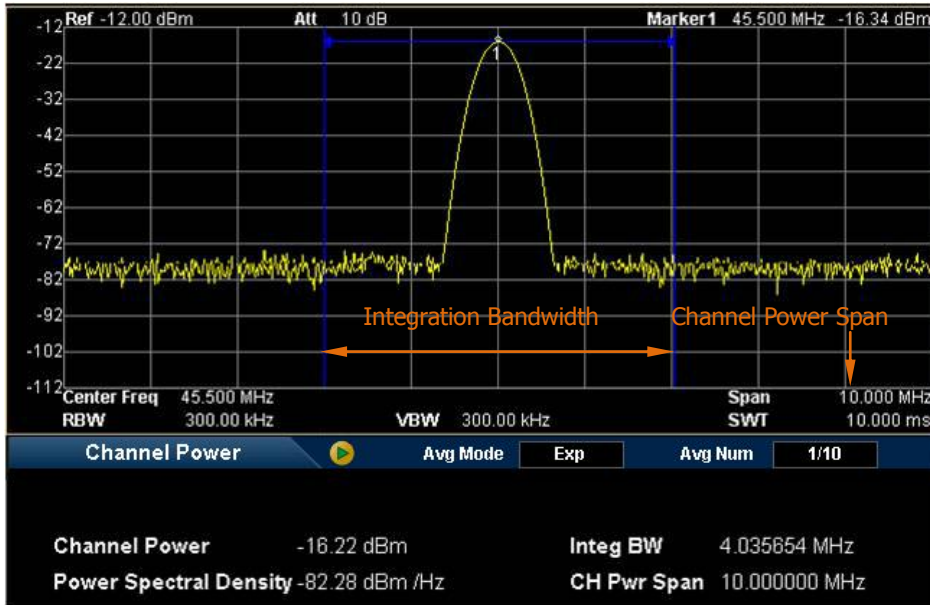 Ref -12.00 dBm Att 10 dB Marker1 45.500 MHz -16.34 dBm
-12
1
-22
-32
-42
-52
-62
-72
-82
-92
Integration Bandwidth Channel Power Span
-102
-112
Center Freq 45.500 MHz Span 10.000 MHz
RBW 300.00 kHz VBW 300.00 kHz SWT 10.000 ms
Channel Power Avg Mode Exp Avg Num 1/10
Channel Power -16.22 dBm Integ BW 4.035654 MHz
Power Spectral Density -82.28 dBm /Hz CH Pwr Span 10.000000 MHz